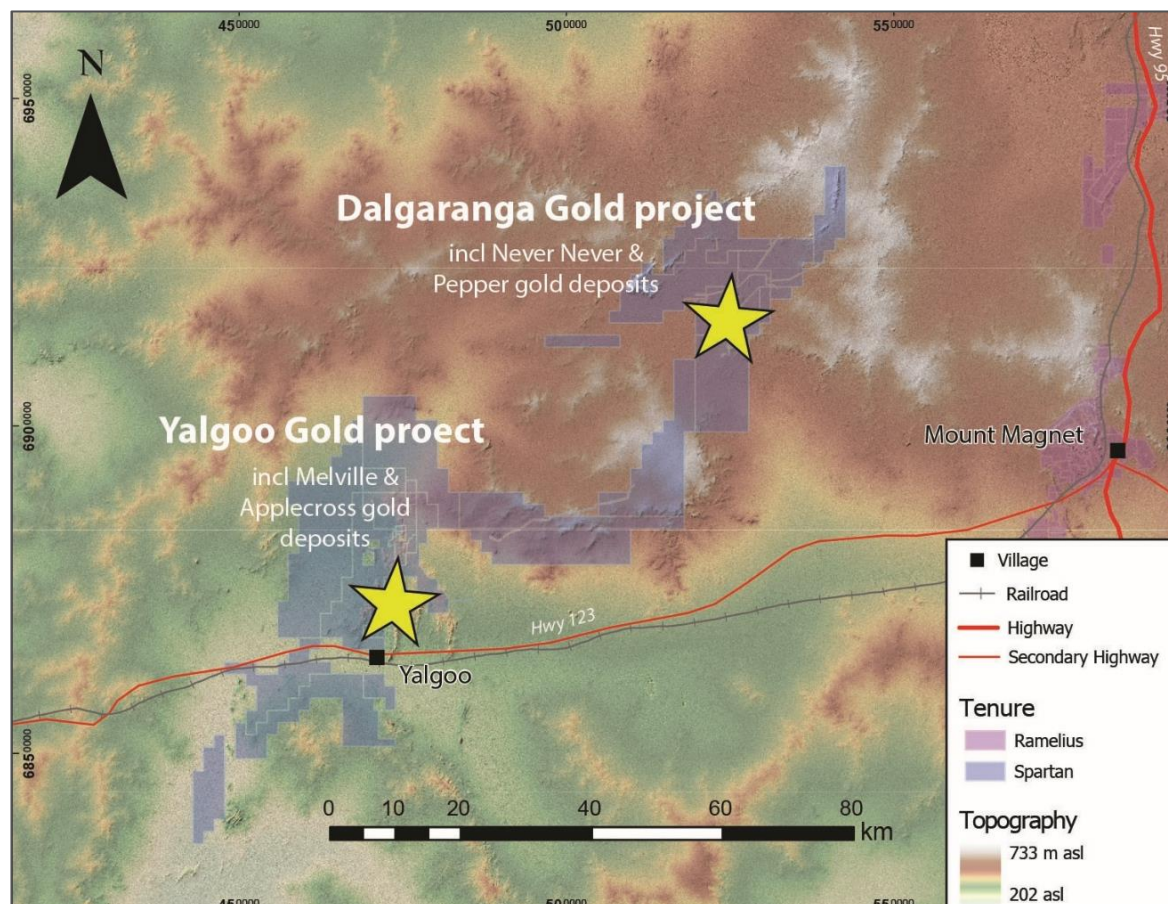 450000
500000
550000
Hwy 95
N
6950000
Dalgaranga Gold project
incl Never Never &
Pepper gold deposits
6900000
Yalgoo Gold proect
incl Melville &
Applecross gold
deposits
Mount Magnet
Hwy 123
Yalgoo
6850000
0 10 20 40 60 80
km
Village
Railroad
Highway
Secondary Highway
Tenure
Ramelius
Spartan
Topography
733 m asl
202 asl
450000
500000